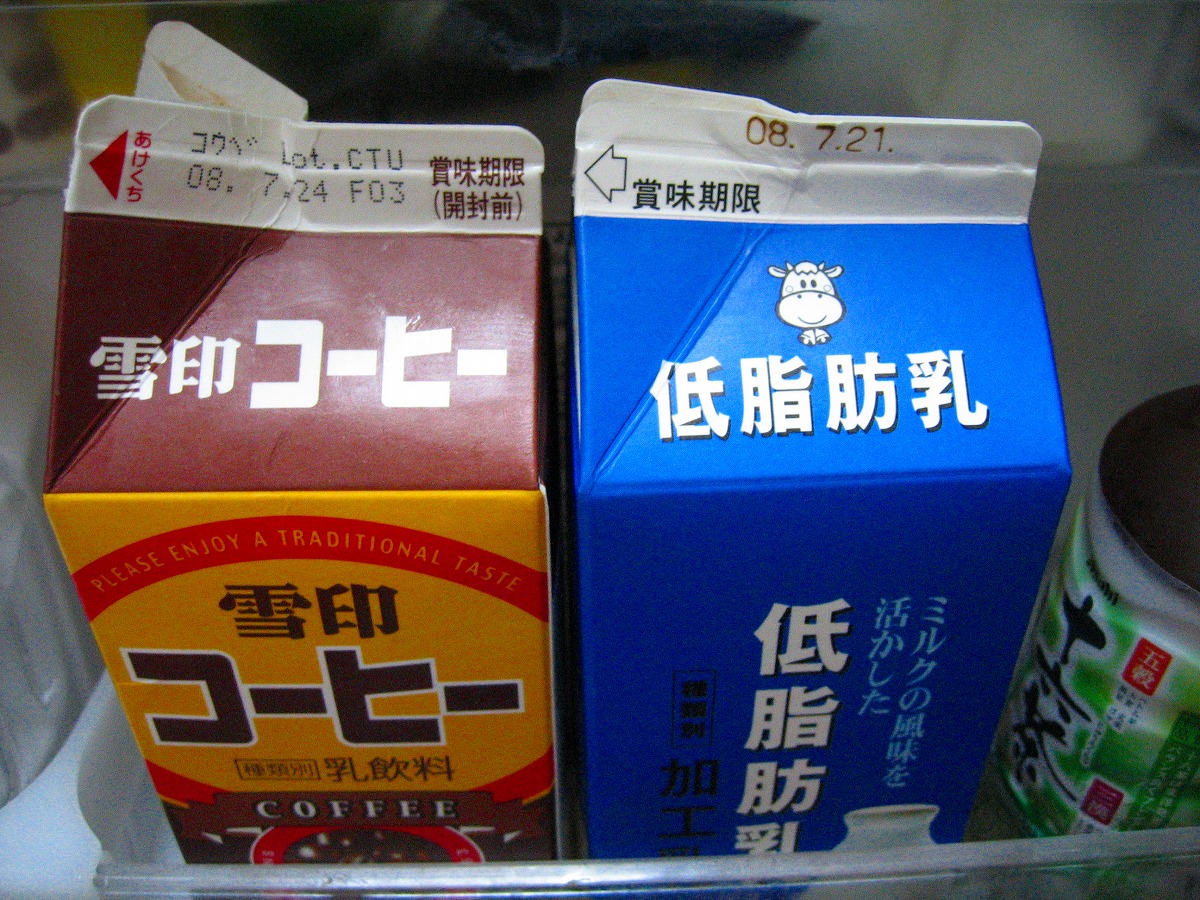 あけくち
コウベ Lot.CTU
08. 7.24 F03
賞味期限
(開封前)
雪印コーヒー
PLEASE ENJOY A TRADITIONAL TASTE
雪印
コーヒー
種類別 乳飲料
COFFEE
08. 7.21.
賞味期限
低脂肪乳
ミルクの風味を
活かした
低脂肪乳
種類別
加工
五穀